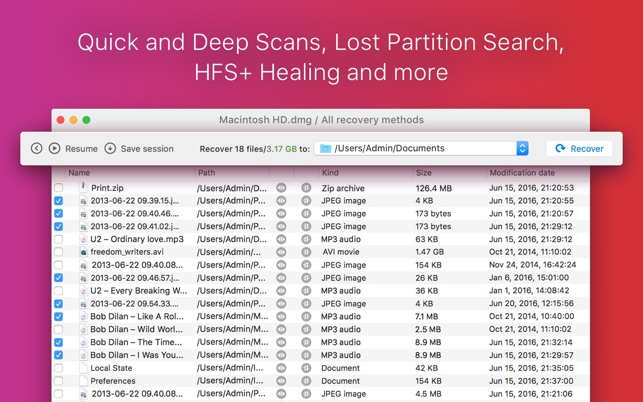 Quick and Deep Scans, Lost Partition Search,
HFS+ Healing and more
Macintosh HD.dmg / All recovery methods
Resume Save session Recover 18 files/3.17 GB to: /Users/Admin/Documents Recover
Name Path Kind Size Modification date
Print.zip /Users/Admin/D... Zip archive 126.4 MB Jun 15, 2016, 21:20:53
2013-06-22 09.39.15.j... /Users/Admin/P... JPEG image 4 KB Jun 15, 2016, 21:20:55
2013-06-22 09.40.46.... /Users/Admin/P... JPEG image 173 bytes Jun 15, 2016, 21:20:57
2013-06-22 09.41.02.j... /Users/Admin/P... JPEG image 173 bytes Jun 15, 2016, 21:29:12
U2 – Ordinary love.mp3 /Users/Admin/D... MP3 audio 63 KB Jun 15, 2016, 21:29:12
freedom_writers.avi /Users/Admin/... AVI movie 1.47 GB Oct 21, 2014, 11:10:02
2013-06-22 09.40.08... /Users/Admin/P... JPEG image 154 KB Nov 24, 2014, 16:42:24
2013-06-22 09.46.57.j... /Users/Admin/P... JPEG image 26 KB Jan 6, 2016, 15:01:00
U2 – Every Breaking W... /Users/Admin/D... MP3 audio 36 KB Jan 1, 2016, 14:08:42
2013-06-22 09.54.33.... /Users/Admin/P... JPEG image 4 KB Jun 20, 2016, 12:15:56
Bob Dilan – Like A Rol... /Users/Admin/M... MP3 audio 7.1 MB Oct 21, 2014, 10:40:00
Bob Dilan – Wild Worl... /Users/Admin/M... MP3 audio 2.5 MB Oct 21, 2014, 11:10:02
Bob Dilan – The Time... /Users/Admin/M... MP3 audio 8.9 MB Jun 15, 2016, 21:32:14
Bob Dilan – I Was You... /Users/Admin/M... MP3 audio 8.9 MB Jun 15, 2016, 21:29:57
Local State /Users/Admin/I... Document 42 KB Jun 15, 2016, 21:35:05
Preferences /Users/Admin/I... Document 154 KB Jun 15, 2016, 21:37:00
2013-06-22 09.40.08... /Users/Admin/P... JPEG image 4.5 MB Jun 15, 2016, 21:21:06